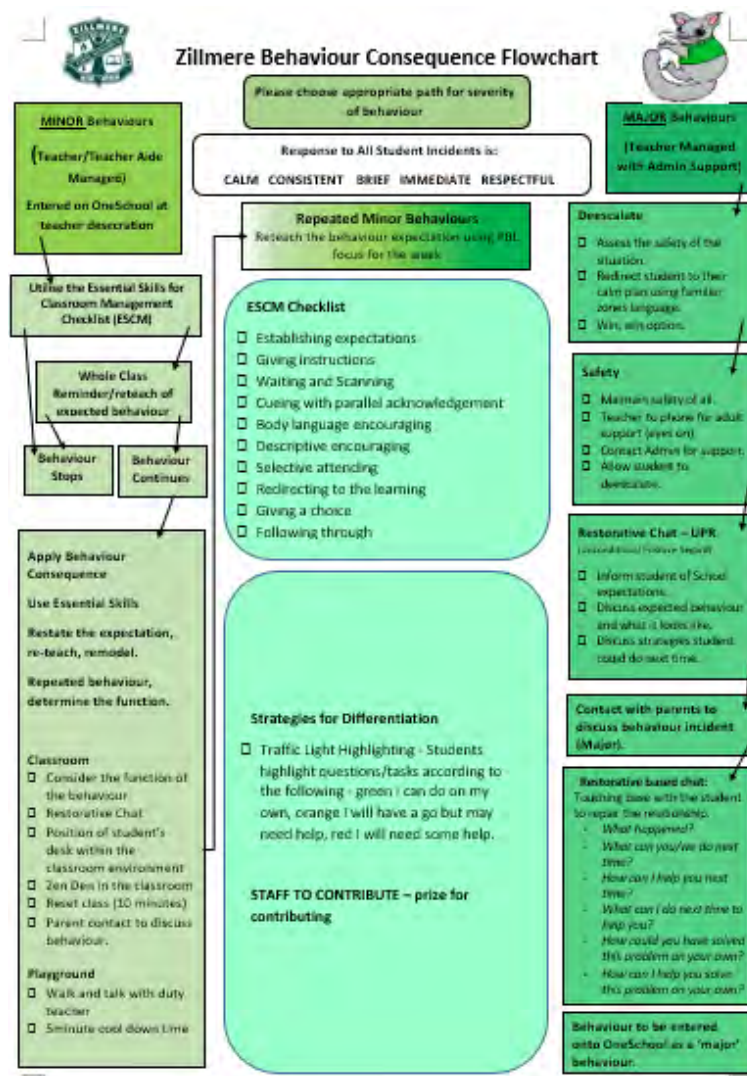 ZILLMERE
Zillmere Behaviour Consequence Flowchart
Please choose appropriate path for severity
of behaviour
Response to All Student Incidents is:
CALM CONSISTENT BRIEF IMMEDIATE RESPECTFUL
MINOR Behaviours
(Teacher/Teacher Aide
Managed)
Entered on OneSchool at
teacher desecration
Utilise the Essential Skills for
Classroom Management
Checklist (ESCM)
Whole Class
Reminder/reteach of
expected behaviour
Behaviour
Stops
Behaviour
Continues
Apply Behaviour
Consequence
Use Essential Skills
Restate the expectation,
re-teach, remodel.
Repeated behaviour,
determine the function.
Classroom
Consider the function of
the behaviour
Restorative Chat
Position of student's
desk within the
classroom environment
Zen Den in the classroom
Reset class (10 minutes)
Parent contact to discuss
behaviour.
Playground
Walk and talk with duty
teacher
5minute cool down time
Repeated Minor Behaviours
Reteach the behaviour expectation using PBL
focus for the week
ESCM Checklist
Establishing expectations
Giving instructions
Waiting and Scanning
Cueing with parallel acknowledgement
Body language encouraging
Descriptive encouraging
Selective attending
Redirecting to the learning
Giving a choice
Following through
Strategies for Differentiation
Traffic Light Highlighting - Students
highlight questions/tasks according to
the following - green i can do on my
own, orange I will have a go but may
need help, red I will need some help.
STAFF TO CONTRIBUTE – prize for
contributing
MAJOR Behaviours
(Teacher Managed
with Admin Support)
Deescalate
Assess the safety of the
situation.
Redirect student to their
calm plan using familiar
zones language.
Win, win option.
Safety
Maintain safety of all.
Teacher to phone for adult
support (eyes on)
Contact Admin for support.
Allow student to
deescalate.
Restorative Chat – UPR
(Unconditional Positive Regard)
Inform student of School
expectations.
Discuss expected behaviour
and what it looks like.
Discuss strategies student
could do next time.
Contact with parents to
discuss behaviour incident
(Major).
Restorative based chat:
Touching base with the student
to repair the relationship.
- What happened?
- What can you/we do next
time?
- How can I help you next
time?
- What can I do next time to
help you?
- How could you have solved
this problem on your own?
- How can I help you solve
this problem on your own?
Behaviour to be entered
onto OneSchool as a 'major'
behaviour.